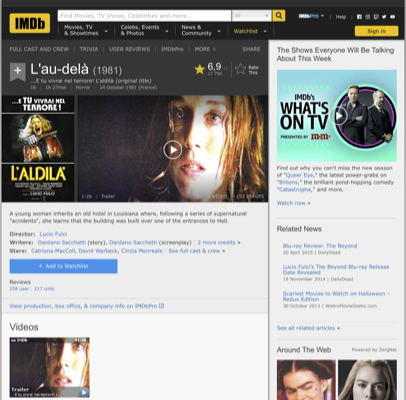 IMDb
Find Movies, TV shows, Celebrities and more...
All
IMDbPro
Help
Movies, TV & Showtimes
Celebs, Events & Photos
News & Community
Watchlist
Sign in
FULL CAST AND CREW | TRIVIA | USER REVIEWS | IMDbPro | MORE
SHARE
L'au-delà (1981)
...E tu vivrai nel terrore! L'aldilà (original title)
16 | 1h 27min | Horror | 14 October 1981 (France)
6,9
Rate This
...E TU VIVRAI NEL
TERRORE !
L'ALDILÀ
1:26 | Trailer
A young woman inherits an old hotel in Louisiana where, following a series of supernatural
"accidents", she learns that the building was built over one of the entrances to Hell.
Director: Lucio Fulci
Writers: Dardano Sacchetti (story), Dardano Sacchetti (screenplay) | 2 more credits »
Stars: Catriona MacColl, David Warbeck, Cinzia Monreale | See full cast & crew »
+ Add to Watchlist
Reviews
View production, box office, & company info on IMDbPro
Videos
on IMDb
Trailer
...E tu vivrai nel terrore!
The Shows Everyone Will Be Talking
About This Week
IMDb's
WHAT'S
ON TV
PRESENTED BY
Find out why you can't miss the new season
of "Queer Eye," the latest power-grabs on
"Billions," the brilliant pond-hopping comedy
"Catastrophe," and more.
Watch now »
Related News
Blu-ray Review: The Beyond
20 April 2015 | DailyDead
Lucio Fulci's The Beyond Blu-ray Release
Date Revealed
19 November 2014 | DailyDead
Scariest Movies to Watch on Halloween –
Redux Edition
30 October 2013 | WeAreMovieGeeks.com
See all related articles »
Around The Web
Powered by ZergNet